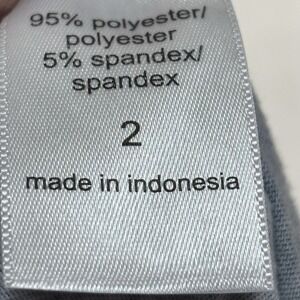 95% polyester/
polyester
5% spandex/
spandex
2
made in indonesia